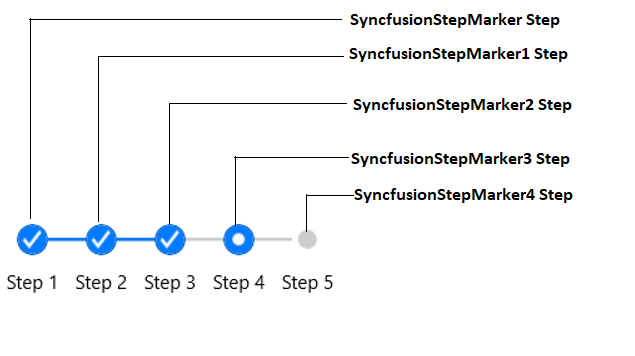 SyncfusionStepMarker Step
SyncfusionStepMarker1 Step
SyncfusionStepMarker2 Step
SyncfusionStepMarker3 Step
SyncfusionStepMarker4 Step
Step 1 Step 2 Step 3 Step 4 Step 5